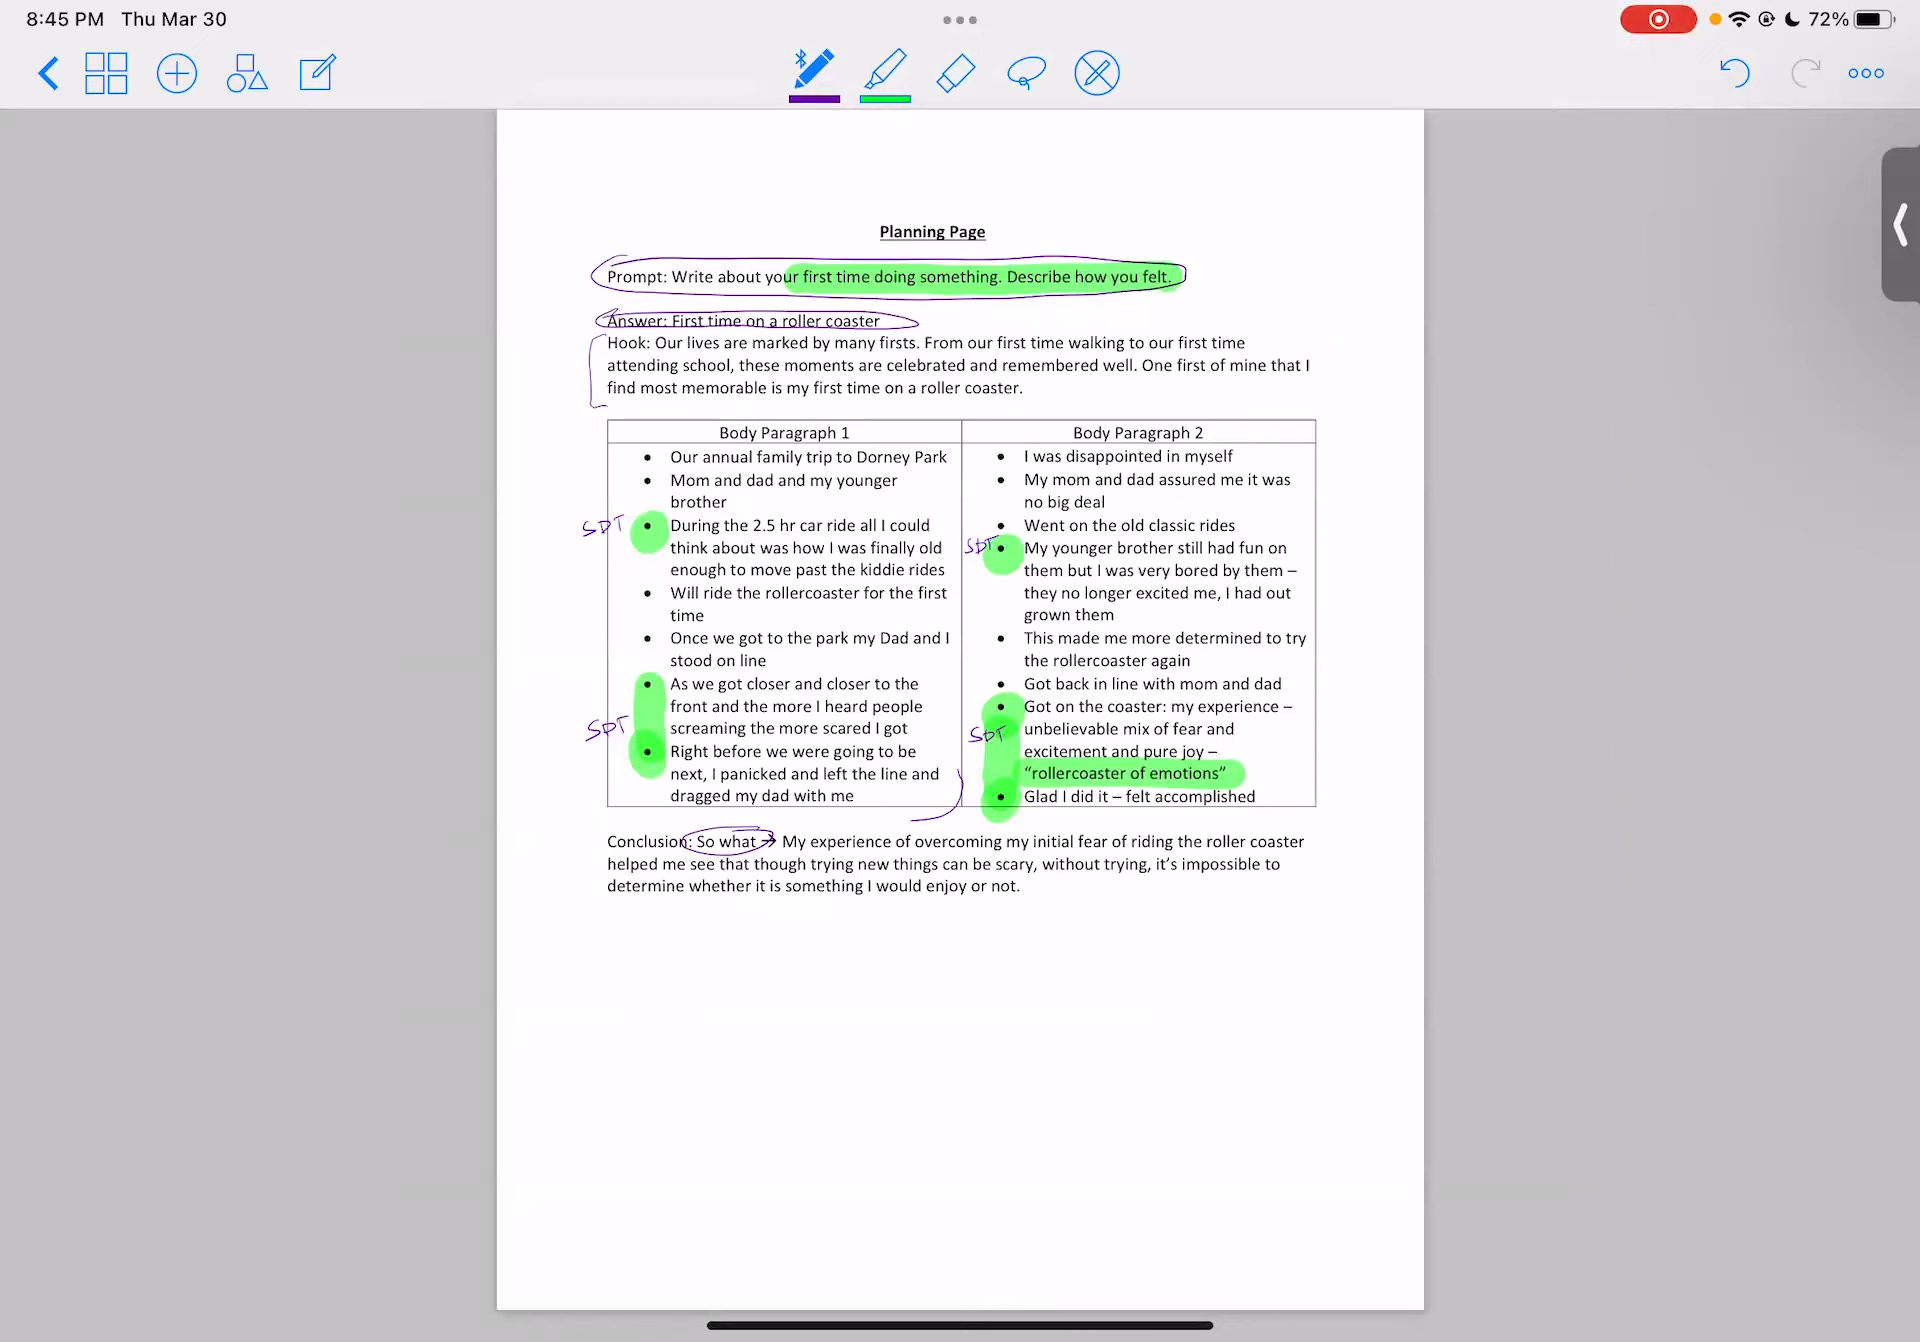 8:45 PM Thu Mar 30
72%
Planning Page
Prompt: Write about your first time doing something. Describe how you felt.
Answer: First time on a roller coaster
Hook: Our lives are marked by many firsts. From our first time walking to our first time
attending school, these moments are celebrated and remembered well. One first of mine that I
find most memorable is my first time on a roller coaster.
Body Paragraph 1
• Our annual family trip to Dorney Park
• Mom and dad and my younger
brother
SDT • During the 2.5 hr car ride all I could
think about was how I was finally old
enough to move past the kiddie rides
• Will ride the rollercoaster for the first
time
• Once we got to the park my Dad and I
stood on line
• As we got closer and closer to the
front and the more I heard people
SDT screaming the more scared I got
• Right before we were going to be
next, I panicked and left the line and
dragged my dad with me
Body Paragraph 2
• I was disappointed in myself
• My mom and dad assured me it was
no big deal
• Went on the old classic rides
SDT • My younger brother still had fun on
them but I was very bored by them –
they no longer excited me, I had out
grown them
• This made me more determined to try
the rollercoaster again
• Got back in line with mom and dad
• Got on the coaster: my experience –
SDT unbelievable mix of fear and
excitement and pure joy –
“rollercoaster of emotions”
• Glad I did it – felt accomplished
Conclusion: So what → My experience of overcoming my initial fear of riding the roller coaster
helped me see that though trying new things can be scary, without trying, it’s impossible to
determine whether it is something I would enjoy or not.